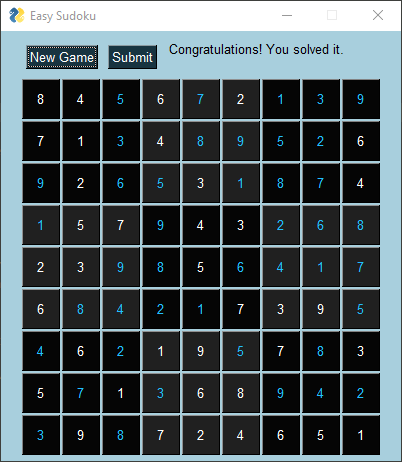 Easy Sudoku
New Game Submit Congratulations! You solved it.
8 4 5 6 7 2 1 3 9
7 1 3 4 8 9 5 2 6
9 2 6 5 3 1 8 7 4
1 5 7 9 4 3 2 6 8
2 3 9 8 5 6 4 1 7
6 8 4 2 1 7 3 9 5
4 6 2 1 9 5 7 8 3
5 7 1 3 6 8 9 4 2
3 9 8 7 2 4 6 5 1